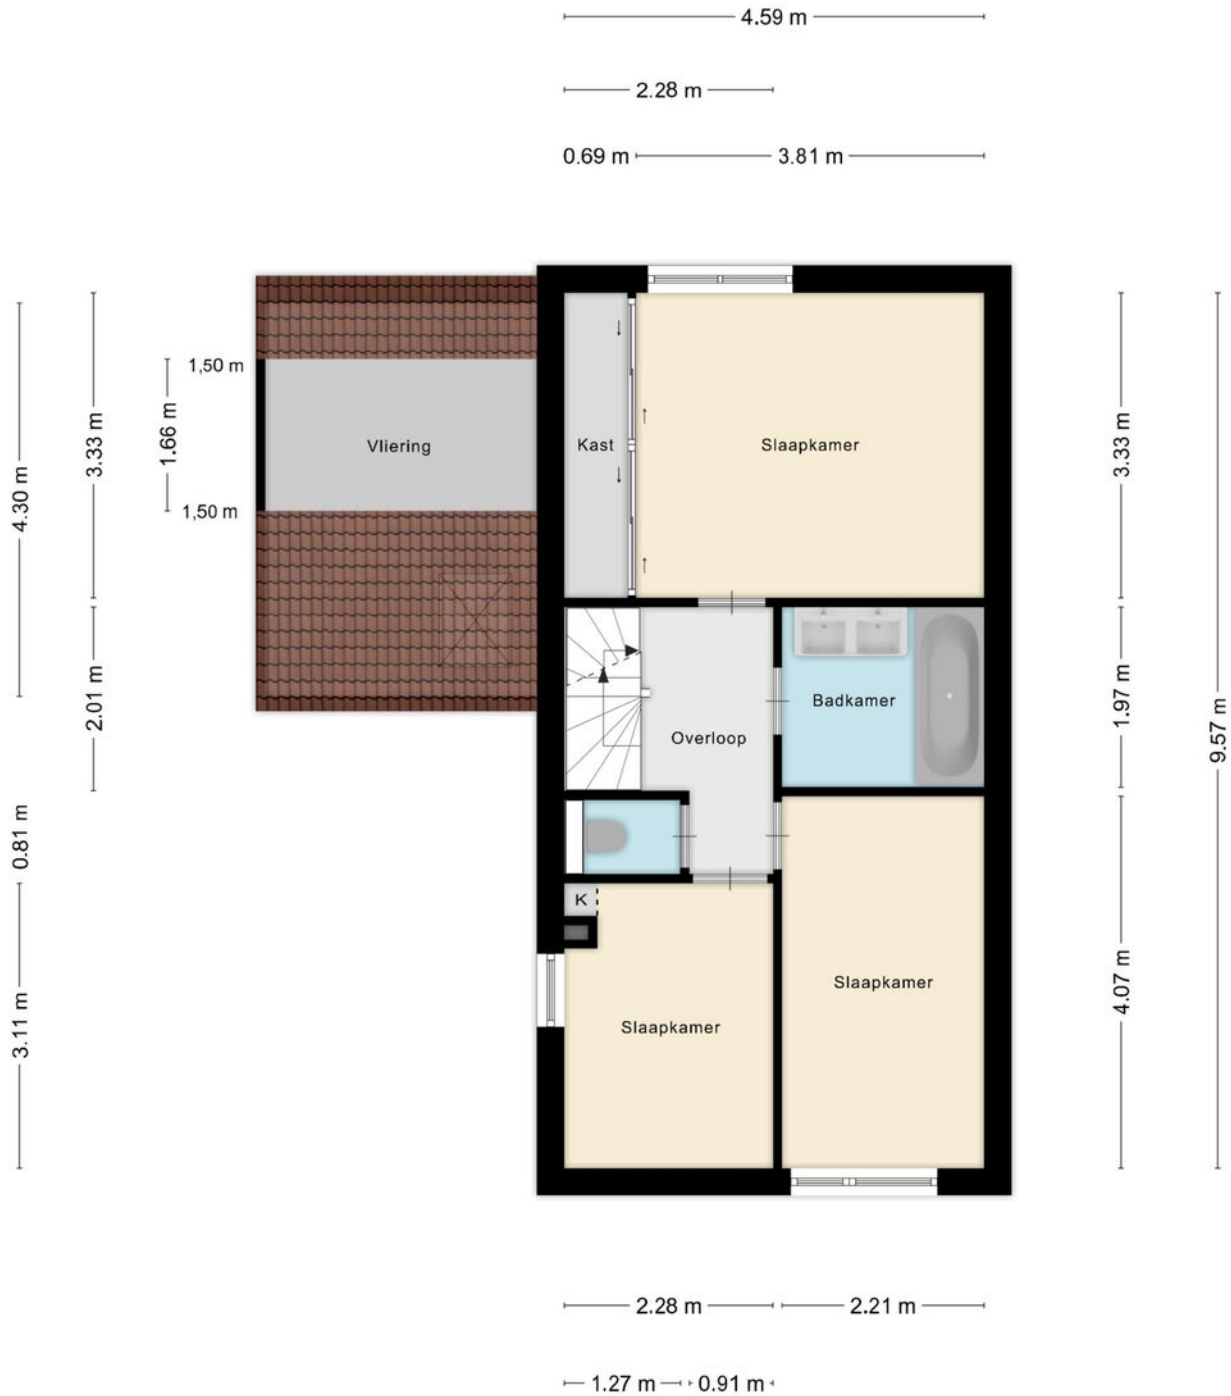 4.59 m
2.28 m
0.69 m
3.81 m
1,50 m
1.66 m
3.33 m
4.30 m
Vliering
Kast
Slaapkamer
3.33 m
1,50 m
2.01 m
Overloop
Badkamer
1.97 m
9.57 m
0.81 m
K
3.11 m
Slaapkamer
Slaapkamer
4.07 m
2.28 m
2.21 m
1.27 m
0.91 m